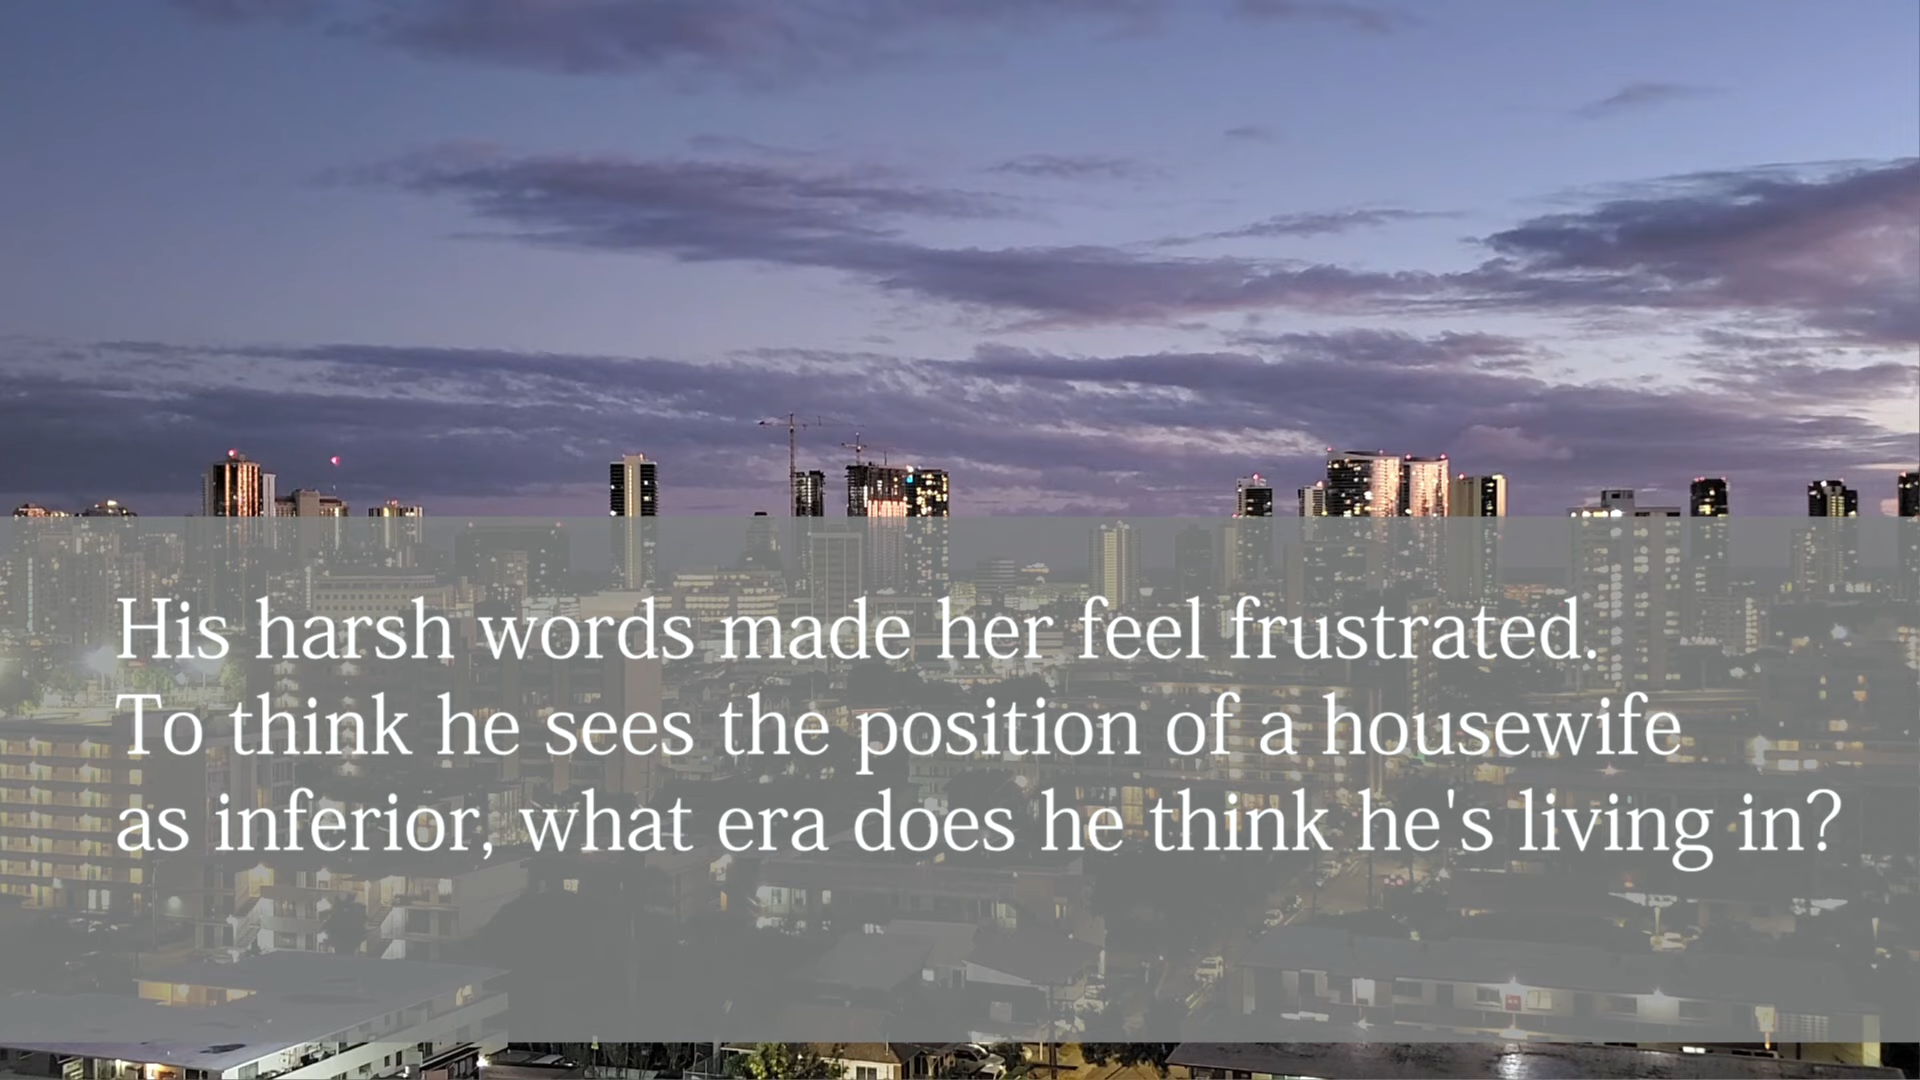 His harsh words made her feel frustrated.
To think he sees the position of a housewife
as inferior, what era does he think he's living in?